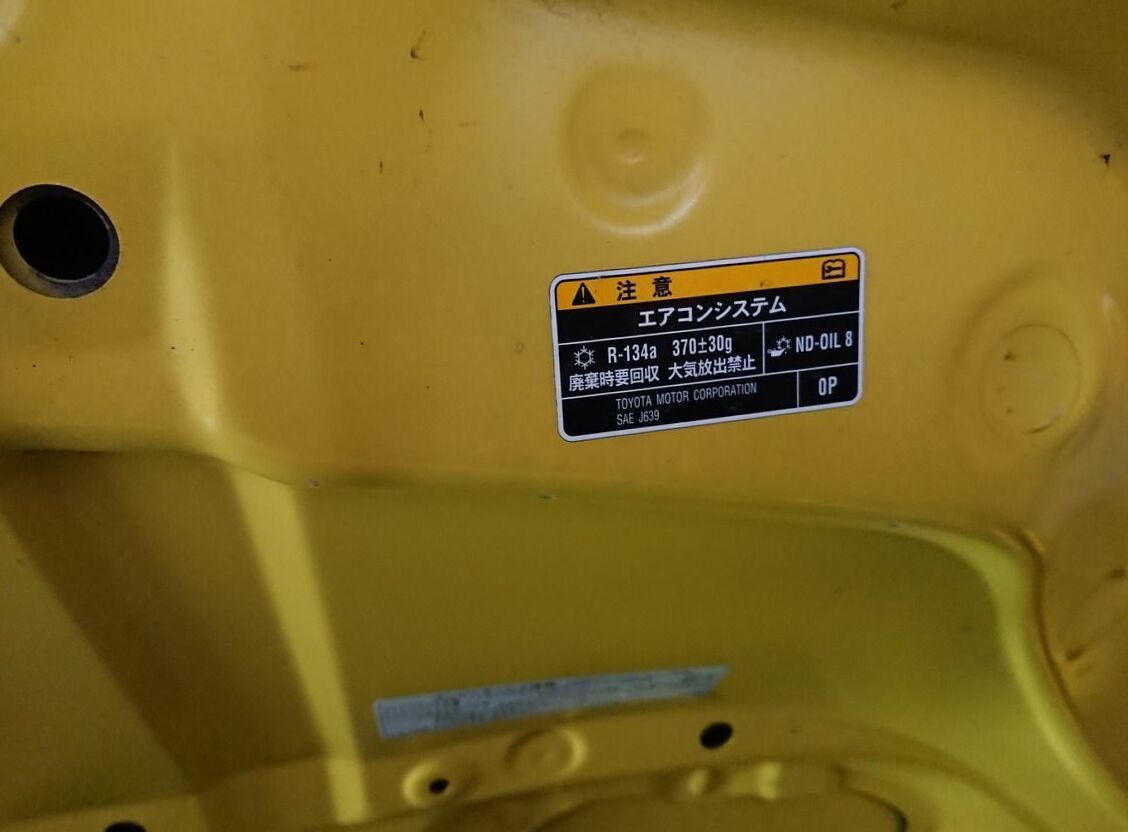 注意
エアコンシステム
R-134a 370±30g
廃棄時要回収 大気放出禁止
ND-OIL 8
TOYOTA MOTOR CORPORATION
SAE J639
OP